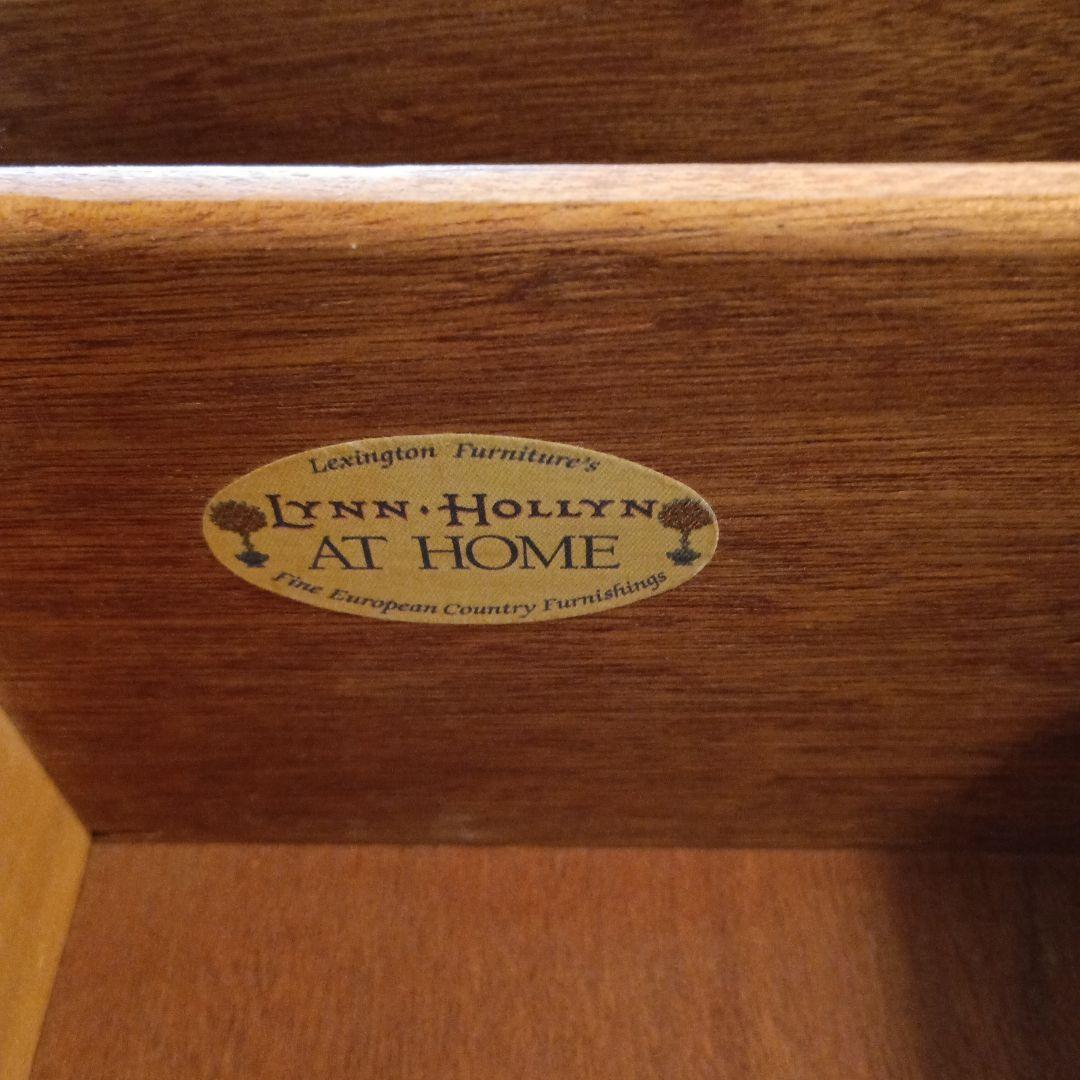 Lexington Furniture's
LYNN·HOLLYN
AT HOME
Fine European Country Furnishings